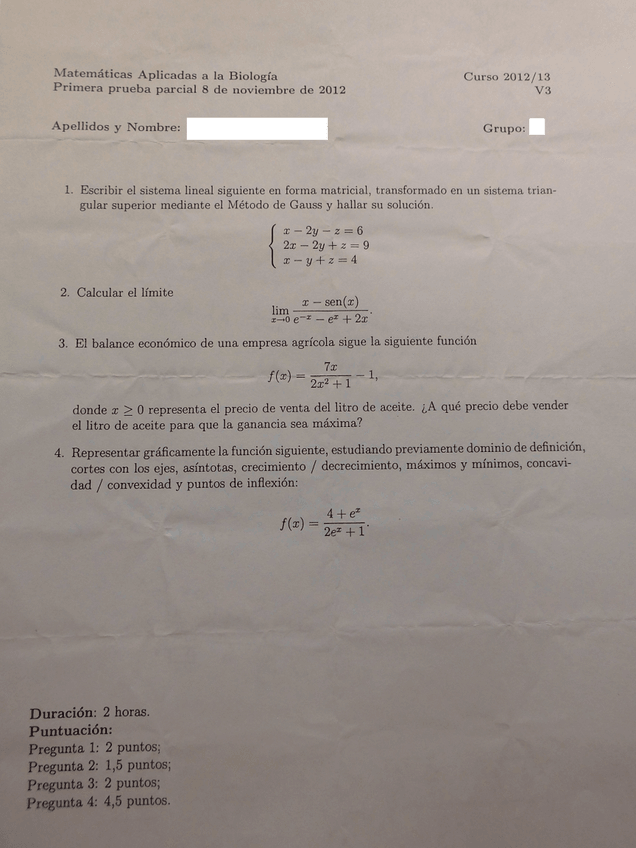 Matemáticas Aplicadas a la Biología Curso 2012/13
Primera prueba parcial 8 de noviembre de 2012 V3
Apellidos y Nombre: Grupo:
1. Escribir el sistema lineal siguiente en forma matricial, transformado en un sistema trian-
gular superior mediante el Método de Gauss y hallar su solución.
x − 2y − z = 6
2x − 2y + z = 9
x − y + z = 4
2. Calcular el límite
lim x→0 (x − sen(x)) / (e^{−x} − e^x + 2x).
3. El balance económico de una empresa agrícola sigue la siguiente función
f(x) = 7x / (2x² + 1) − 1,
donde x ≥ 0 representa el precio de venta del litro de aceite. ¿A qué precio debe vender
el litro de aceite para que la ganancia sea máxima?
4. Representar gráficamente la función siguiente, estudiando previamente dominio de definición,
cortes con los ejes, asíntotas, crecimiento / decrecimiento, máximos y mínimos, concavi-
dad / convexidad y puntos de inflexión:
f(x) = (4 + e^x) / (2e^x + 1).
Duración: 2 horas.
Puntuación:
Pregunta 1: 2 puntos;
Pregunta 2: 1,5 puntos;
Pregunta 3: 2 puntos;
Pregunta 4: 4,5 puntos.